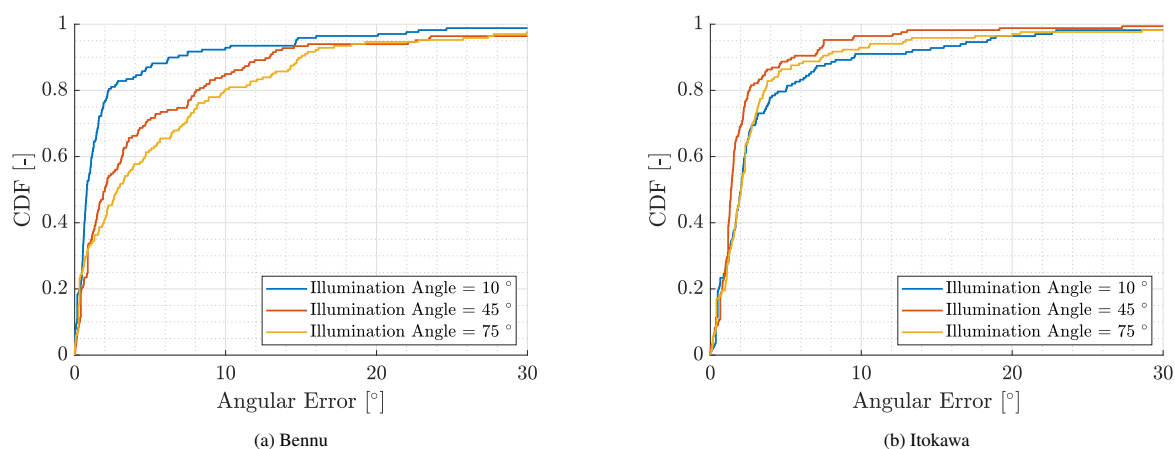 1
0.8
0.6
0.4
0.2
0
0
10
20
30
CDF [-]
Angular Error [°]
Illumination Angle = 10 °
Illumination Angle = 45 °
Illumination Angle = 75 °
(a) Bennu
1
0.8
0.6
0.4
0.2
0
0
10
20
30
CDF [-]
Angular Error [°]
Illumination Angle = 10 °
Illumination Angle = 45 °
Illumination Angle = 75 °
(b) Itokawa